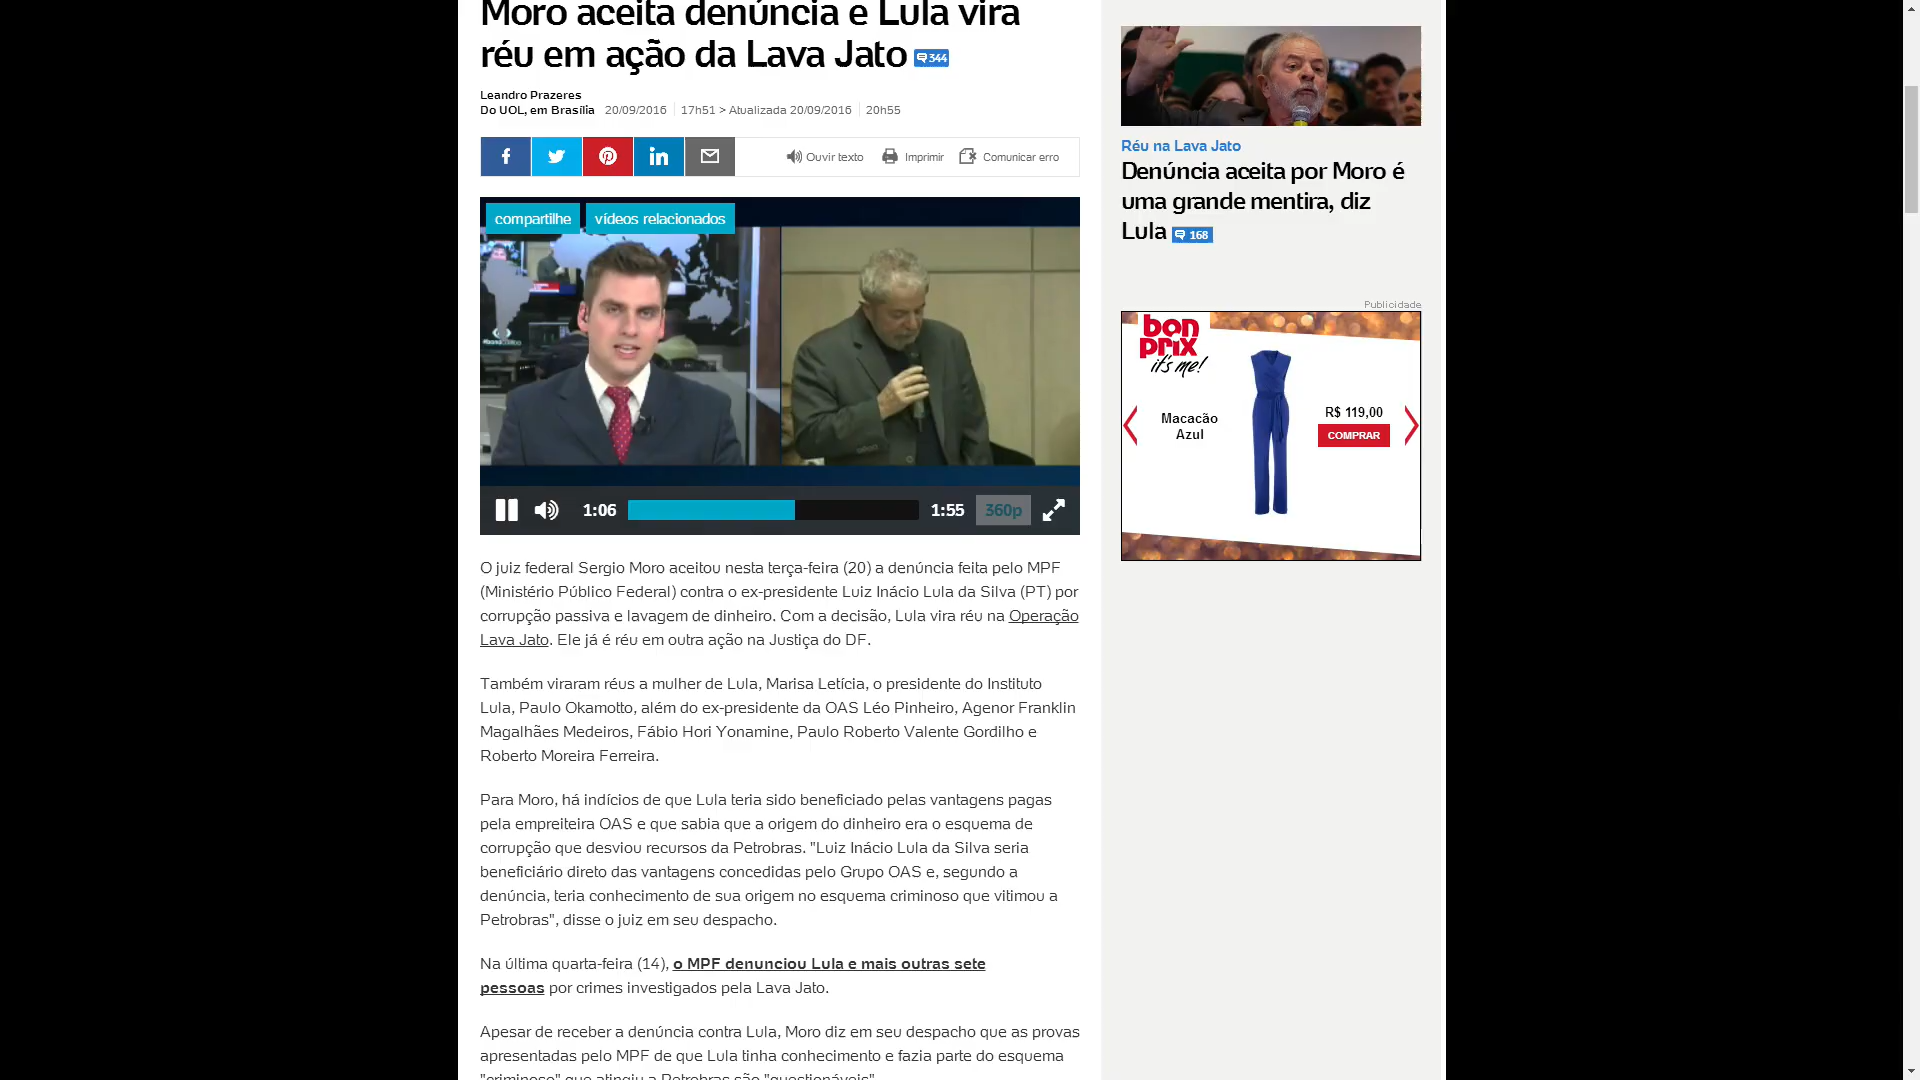 Moro aceita denúncia e Lula vira
réu em ação da Lava Jato 344
Leandro Prazeres
Do UOL, em Brasília 20/09/2016 17h51 > Atualizada 20/09/2016 20h55
Ouvir texto Imprimir Comunicar erro
compartilhe vídeos relacionados
1:06 1:55 360p
O juiz federal Sergio Moro aceitou nesta terça-feira (20) a denúncia feita pelo MPF
(Ministério Público Federal) contra o ex-presidente Luiz Inácio Lula da Silva (PT) por
corrupção passiva e lavagem de dinheiro. Com a decisão, Lula vira réu na Operação
Lava Jato. Ele já é réu em outra ação na Justiça do DF.
Também viraram réus a mulher de Lula, Marisa Letícia, o presidente do Instituto
Lula, Paulo Okamotto, além do ex-presidente da OAS Léo Pinheiro, Agenor Franklin
Magalhães Medeiros, Fábio Hori Yonamine, Paulo Roberto Valente Gordilho e
Roberto Moreira Ferreira.
Para Moro, há indícios de que Lula teria sido beneficiado pelas vantagens pagas
pela empreiteira OAS e que sabia que a origem do dinheiro era o esquema de
corrupção que desviou recursos da Petrobras. "Luiz Inácio Lula da Silva seria
beneficiário direto das vantagens concedidas pelo Grupo OAS e, segundo a
denúncia, teria conhecimento de sua origem no esquema criminoso que vitimou a
Petrobras", disse o juiz em seu despacho.
Na última quarta-feira (14), o MPF denunciou Lula e mais outras sete
pessoas por crimes investigados pela Lava Jato.
Apesar de receber a denúncia contra Lula, Moro diz em seu despacho que as provas
apresentadas pelo MPF de que Lula tinha conhecimento e fazia parte do esquema
"criminoso" que atingiu a Petrobras são "questionáveis".
Réu na Lava Jato
Denúncia aceita por Moro é
uma grande mentira, diz
Lula 168
Publicidade
bon
prix
it's me!
Macacão
Azul
R$ 119,00
COMPRAR